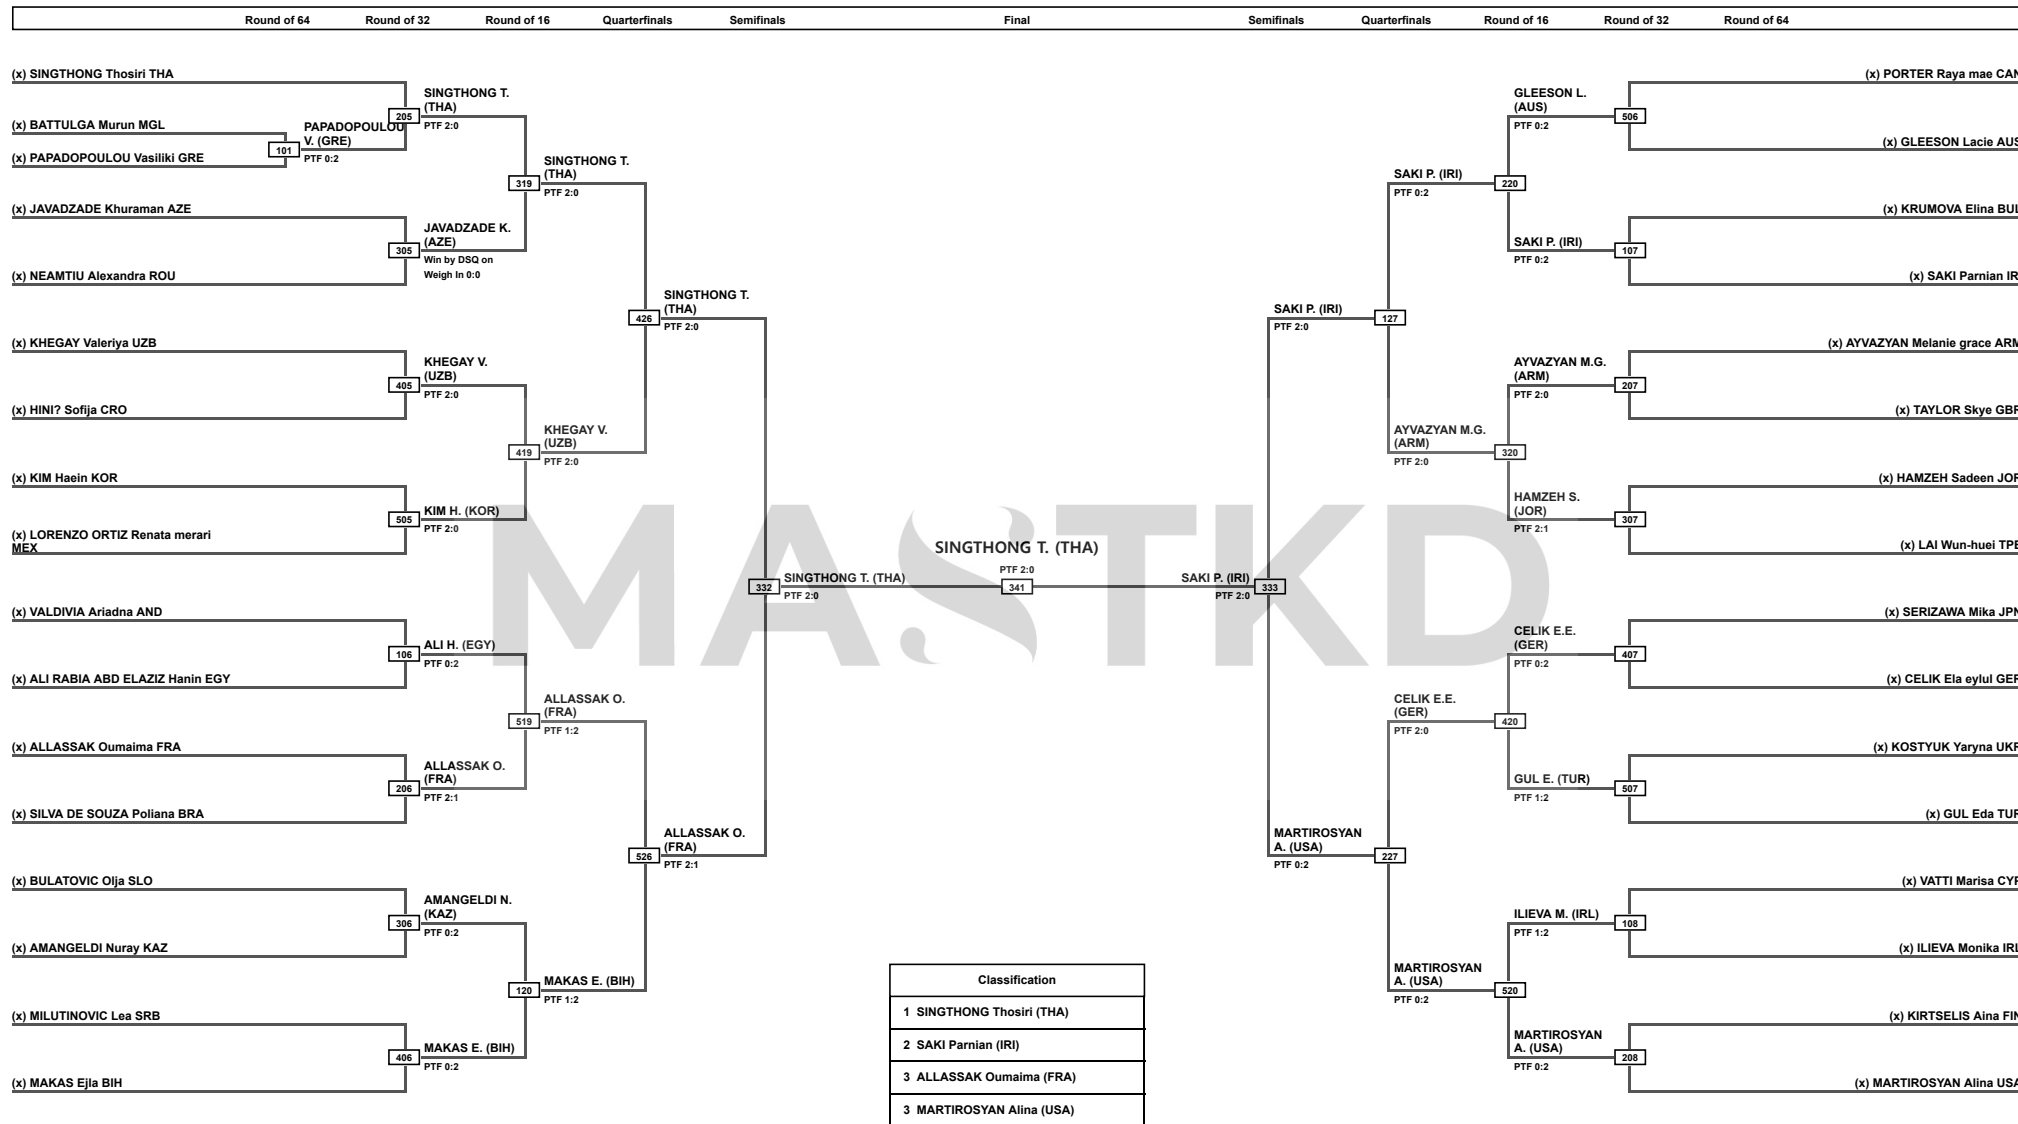 Round of 64 Round of 32 Round of 16 Quarterfinals Semifinals Final Semifinals Quarterfinals Round of 16 Round of 32 Round of 64
(x) SINGTHONG Thosiri THA
(x) BATTULGA Murun MGL
(x) PAPADOPOULOU Vasiliki GRE
(x) JAVADZADE Khuraman AZE
(x) NEAMTIU Alexandra ROU
(x) KHEGAY Valeriya UZB
(x) HINI? Sofija CRO
(x) KIM Haein KOR
(x) LORENZO ORTIZ Renata merari
MEX
(x) VALDIVIA Ariadna AND
(x) ALI RABIA ABD ELAZIZ Hanin EGY
(x) ALLASSAK Oumaima FRA
(x) SILVA DE SOUZA Poliana BRA
(x) BULATOVIC Olja SLO
(x) AMANGELDI Nuray KAZ
(x) MILUTINOVIC Lea SRB
(x) MAKAS Ejla BIH
101
PAPADOPOULOU
V. (GRE)
PTF 0:2
205
SINGTHONG T.
(THA)
PTF 2:0
305
JAVADZADE K.
(AZE)
Win by DSQ on
Weigh In 0:0
405
KHEGAY V.
(UZB)
PTF 2:0
505
KIM H. (KOR)
PTF 2:0
106
ALI H. (EGY)
PTF 0:2
206
ALLASSAK O.
(FRA)
PTF 2:1
306
AMANGELDI N.
(KAZ)
PTF 0:2
406
MAKAS E. (BIH)
PTF 0:2
319
SINGTHONG T.
(THA)
PTF 2:0
419
KHEGAY V.
(UZB)
PTF 2:0
519
ALLASSAK O.
(FRA)
PTF 1:2
120
MAKAS E. (BIH)
PTF 1:2
426
SINGTHONG T.
(THA)
PTF 2:0
526
ALLASSAK O.
(FRA)
PTF 2:1
332
SINGTHONG T. (THA)
PTF 2:0
MASTKD
SINGTHONG T. (THA)
PTF 2:0
341
SAKI P. (IRI)
PTF 2:0
333
SAKI P. (IRI)
PTF 2:0
127
MARTIROSYAN
A. (USA)
PTF 0:2
227
SAKI P. (IRI)
PTF 0:2
220
AYVAZYAN M.G.
(ARM)
PTF 2:0
320
CELIK E.E.
(GER)
PTF 2:0
420
MARTIROSYAN
A. (USA)
PTF 0:2
520
GLEESON L.
(AUS)
PTF 0:2
506
SAKI P. (IRI)
PTF 0:2
107
AYVAZYAN M.G.
(ARM)
PTF 2:0
207
HAMZEH S.
(JOR)
PTF 2:1
307
CELIK E.E.
(GER)
PTF 0:2
407
GUL E. (TUR)
PTF 1:2
507
ILIEVA M. (IRL)
PTF 1:2
108
MARTIROSYAN
A. (USA)
PTF 0:2
208
(x) PORTER Raya mae CAN
(x) GLEESON Lacie AUS
(x) KRUMOVA Elina BUL
(x) SAKI Parnian IR
(x) AYVAZYAN Melanie grace ARM
(x) TAYLOR Skye GBR
(x) HAMZEH Sadeen JOR
(x) LAI Wun-huei TPE
(x) SERIZAWA Mika JPN
(x) CELIK Ela eylul GER
(x) KOSTYUK Yaryna UKR
(x) GUL Eda TUR
(x) VATTI Marisa CYP
(x) ILIEVA Monika IRL
(x) KIRTSELIS Aina FIN
(x) MARTIROSYAN Alina USA
Classification
1 SINGTHONG Thosiri (THA)
2 SAKI Parnian (IRI)
3 ALLASSAK Oumaima (FRA)
3 MARTIROSYAN Alina (USA)